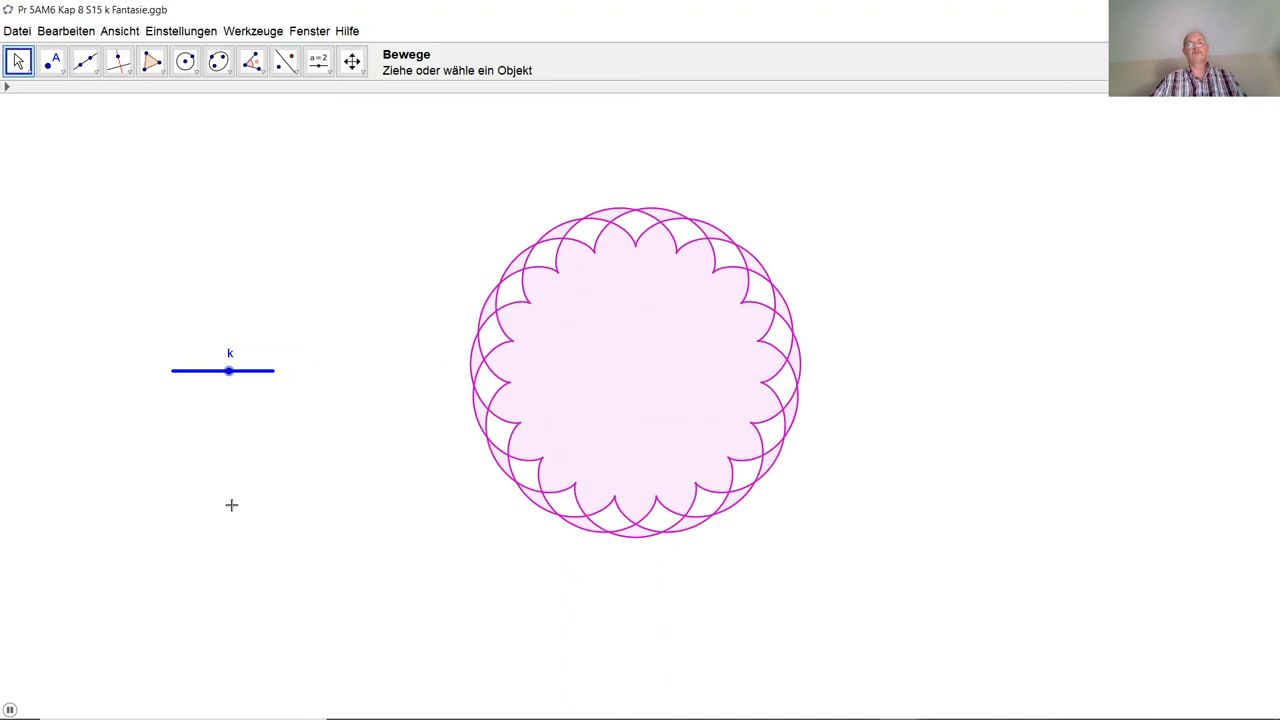 Pr 5AM6 Kap 8 S15 k Fantasie.ggb
Datei Bearbeiten Ansicht Einstellungen Werkzeuge Fenster Hilfe
A
a=2
Bewege
Ziehe oder wähle ein Objekt
k